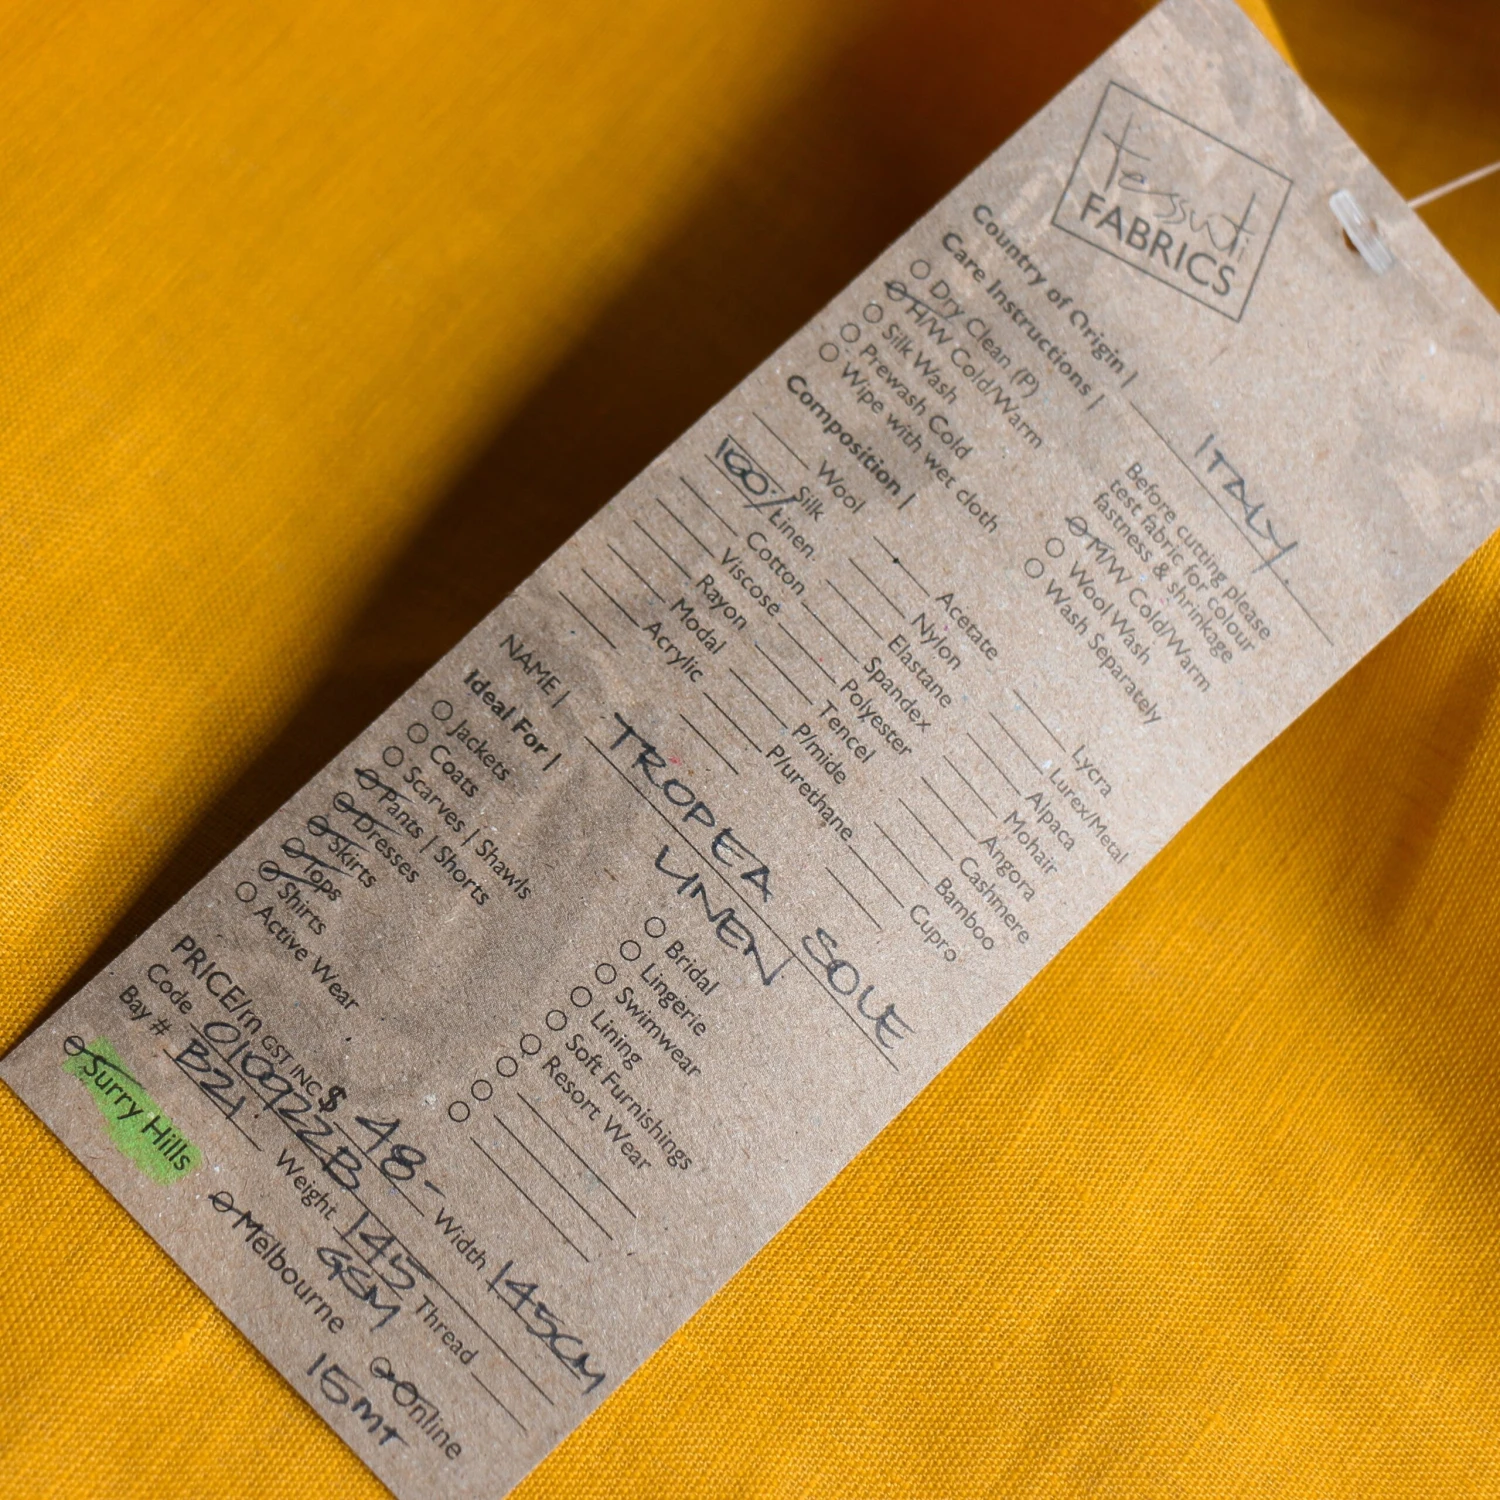 tessuti
FABRICS
Country of Origin | ITALY.
Care Instructions |
Dry Clean (P)
H/W Cold/Warm
Silk Wash
Prewash Cold
Wipe with wet cloth
Before cutting please
test fabric for colour
fastness & shrinkage
M/W Cold/Warm
Wool Wash
Wash Separately
Composition |
Wool
Silk
100% Linen
Cotton
Viscose
Rayon
Modal
Acrylic
Acetate
Nylon
Elastane
Spandex
Polyester
Tencel
P/mide
P/urethane
Lycra
Lurex/Metal
Alpaca
Mohair
Angora
Cashmere
Bamboo
Cupro
NAME | TROPEA SOLE
LINEN
Ideal For |
Jackets
Coats
Scarves | Shawls
Pants | Shorts
Dresses
Skirts
Tops
Shirts
Active Wear
Bridal
Lingerie
Swimwear
Lining
Soft Furnishings
Resort Wear
PRICE/m GST INC $ 48- Width 145CM
Code 010922B Weight 145 GSM
Bay # B21 Thread
Surry Hills Melbourne Online
15mt